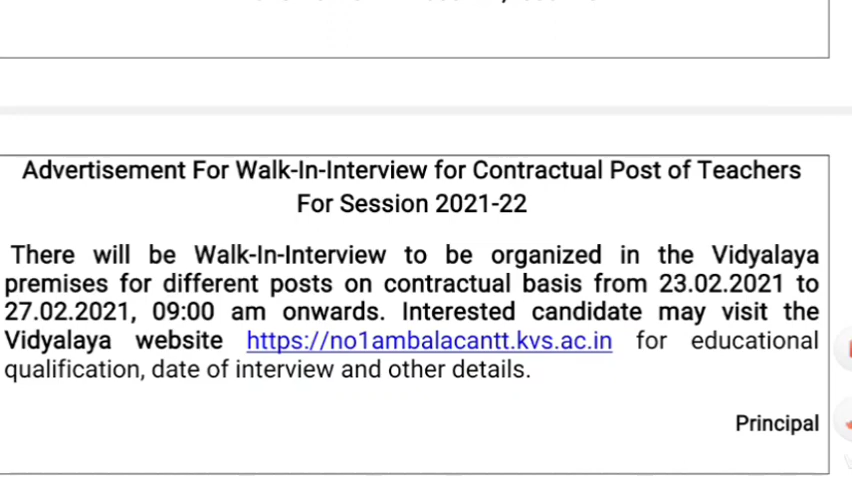 Advertisement For Walk-In-Interview for Contractual Post of Teachers
For Session 2021-22
There will be Walk-In-Interview to be organized in the Vidyalaya
premises for different posts on contractual basis from 23.02.2021 to
27.02.2021, 09:00 am onwards. Interested candidate may visit the
Vidyalaya website https://no1ambalacantt.kvs.ac.in for educational
qualification, date of interview and other details.
Principal